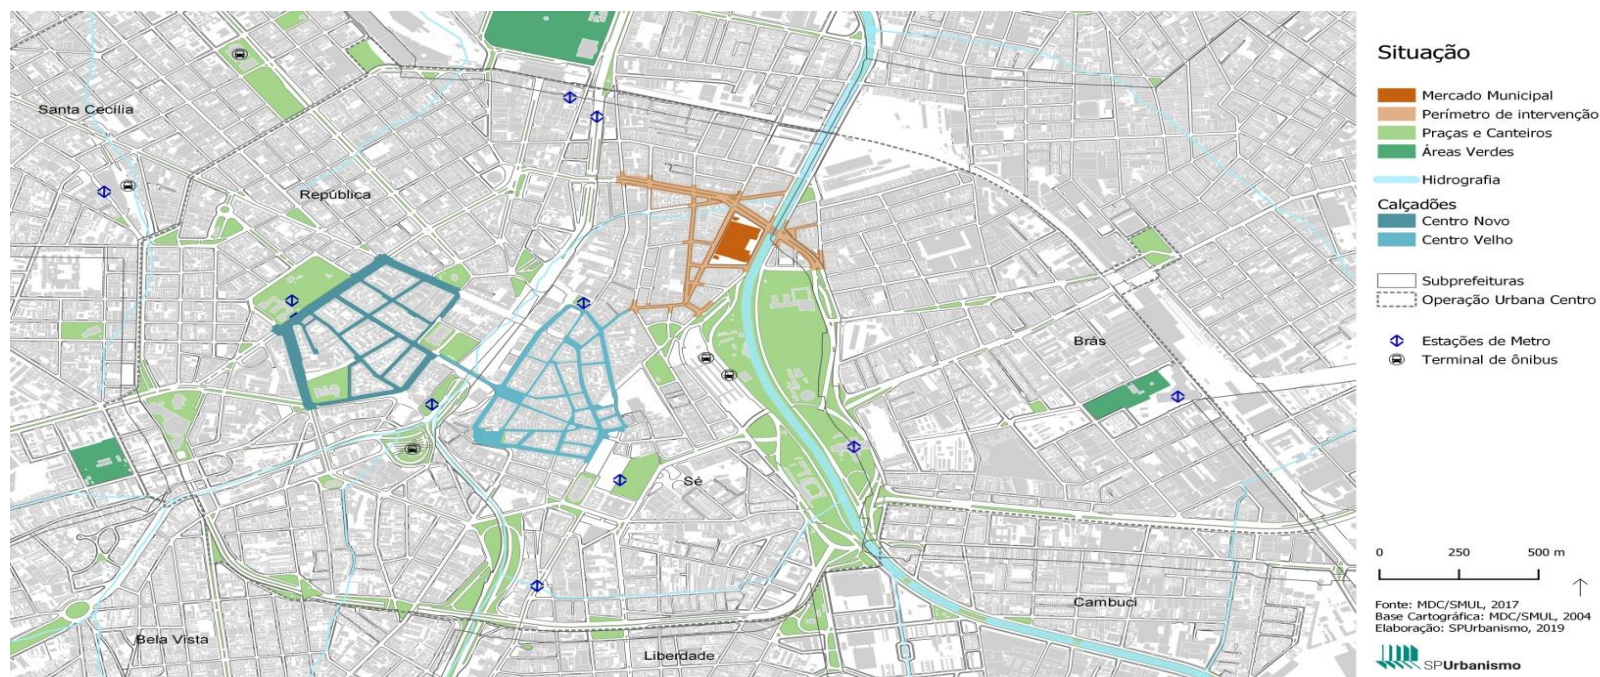 Santa Cecília
República
Brás
Sé
Cambuci
Bela Vista
Liberdade
Situação
Mercado Municipal
Perímetro de intervenção
Praças e Canteiros
Áreas Verdes
Hidrografia
Calçadões
Centro Novo
Centro Velho
Subprefeituras
Operação Urbana Centro
Estações de Metro
Terminal de ônibus
0 250 500 m
Fonte: MDC/SMUL, 2017
Base Cartográfica: MDC/SMUL, 2004
Elaboração: SPUrbanismo, 2019
SPUrbanismo